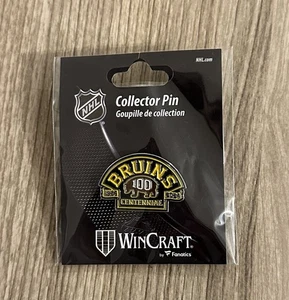 NHL.com
NHL
Collector Pin
Goupille de collection
BRUINS
100
CENTENNIAL
WINCRAFT
by Fanatics